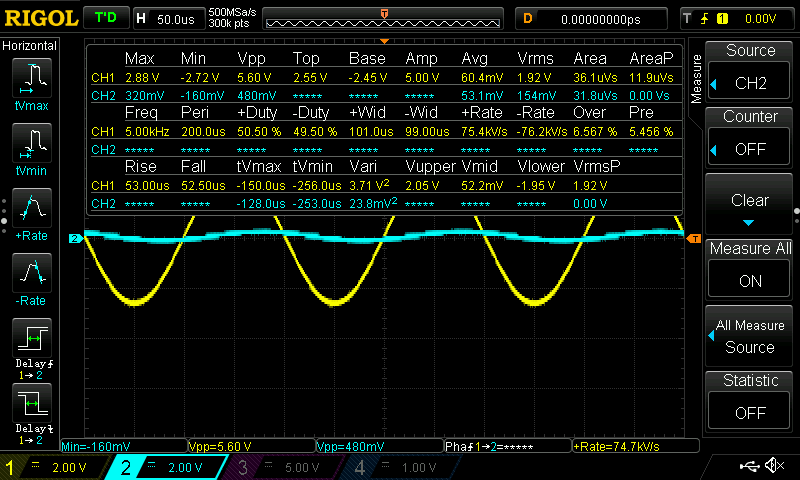 RIGOL T'D H 50.0us 500MSa/s 300k pts T D 0.00000000ps T 1 0.00V
Horizontal
tVmax
tVmin
+Rate
-Rate
Delay
1→2
Delay
1→2
Max Min Vpp Top Base Amp Avg Vrms Area AreaP
CH1 2.88 V -2.72 V 5.60 V 2.55 V -2.45 V 5.00 V 60.4mV 1.92 V 36.1uVs 11.9uVs
CH2 320mV -160mV 480mV ***** ***** ***** 53.1mV 154mV 31.8uVs 0.00 Vs
Freq Peri +Duty -Duty +Wid -Wid +Rate -Rate Over Pre
CH1 5.00kHz 200.0us 50.50 % 49.50 % 101.0us 99.00us 75.4kV/s -76.2kV/s 6.567 % 5.456 %
CH2 ***** ***** ***** ***** ***** ***** ***** ***** ***** *****
Rise Fall tVmax tVmin Vari Vupper Vmid Vlower VrmsP
CH1 53.00us 52.50us -150.0us -256.0us 3.71 V² 2.05 V 52.2mV -1.95 V 1.92 V
CH2 ***** ***** -128.0us -253.0us 23.8mV² ***** ***** ***** 0.00 V
2
T
Measure
Source
CH2
Counter
OFF
Clear
Measure All
ON
All Measure
Source
Statistic
OFF
Min=-160mV Vpp=5.60 V Vpp=480mV Pha 1→2=***** +Rate=74.7kV/s
1 2.00 V 2 2.00 V 3 5.00 V 4 1.00 V